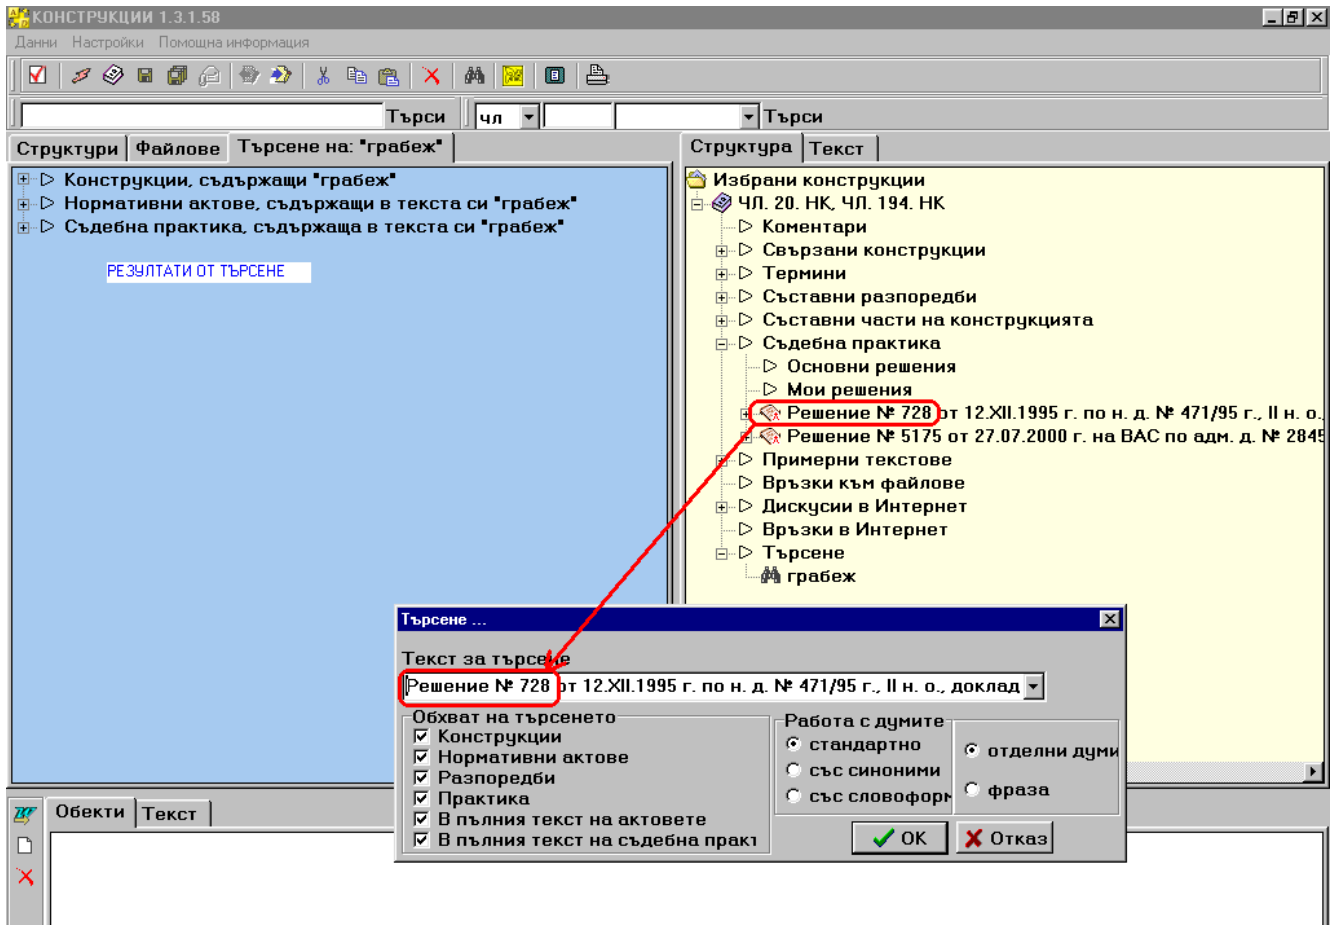 КОНСТРУКЦИИ 1.3.1.58
Данни Настройки Помощна информация
Търси чл Търси
Структури Файлове Търсене на: "грабеж"
Конструкции, съдържащи "грабеж"
Нормативни актове, съдържащи в текста си "грабеж"
Съдебна практика, съдържаща в текста си "грабеж"
РЕЗУЛТАТИ ОТ ТЪРСЕНЕ
Структура Текст
Избрани конструкции
ЧЛ. 20. НК, ЧЛ. 194. НК
Коментари
Свързани конструкции
Термини
Съставни разпоредби
Съставни части на конструкцията
Съдебна практика
Основни решения
Мои решения
Решение № 728 от 12.XII.1995 г. по н. д. № 471/95 г., II н. о.,
Решение № 5175 от 27.07.2000 г. на ВАС по адм. д. № 2845
Примерни текстове
Връзки към файлове
Дискусии в Интернет
Връзки в Интернет
Търсене
грабеж
Търсене ...
Текст за търсене
Решение № 728 от 12.XII.1995 г. по н. д. № 471/95 г., II н. о., доклад
Обхват на търсенето
Конструкции
Нормативни актове
Разпоредби
Практика
В пълния текст на актовете
В пълния текст на съдебна практ
Работа с думите
стандартно
със синоними
със словоформ
отделни думи
фраза
OK Отказ
Обекти Текст